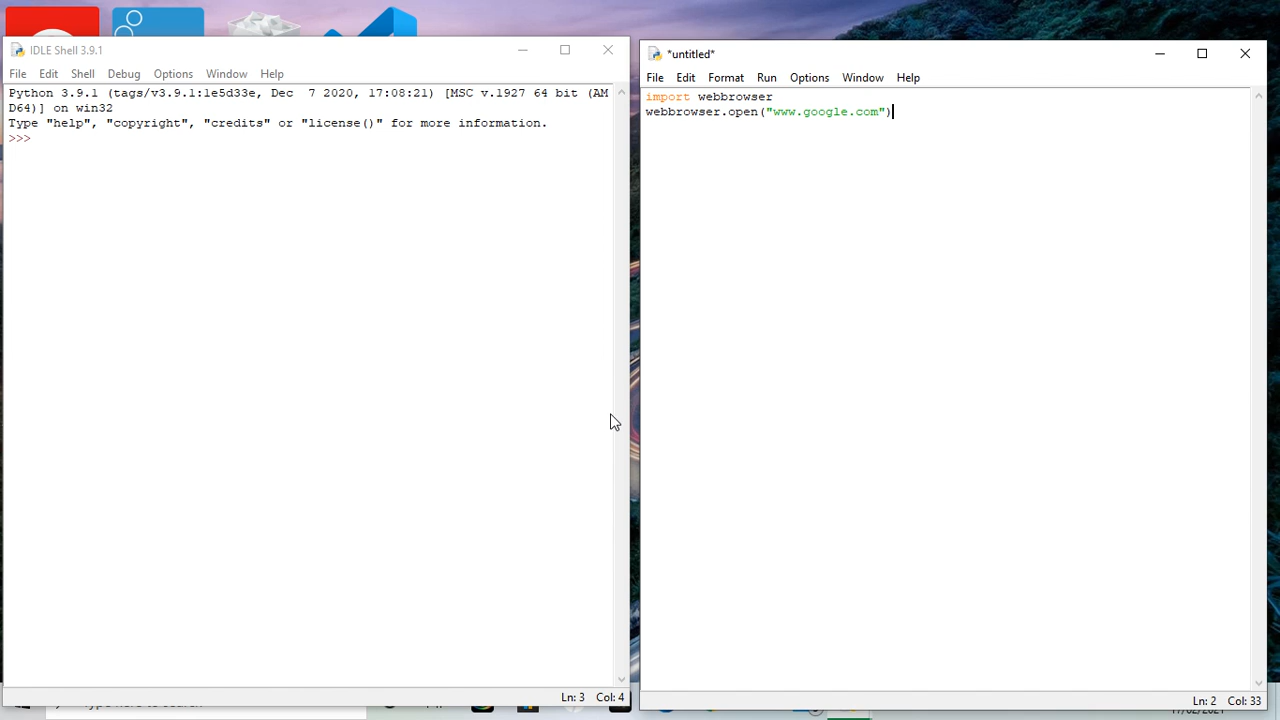 IDLE Shell 3.9.1
File Edit Shell Debug Options Window Help
Python 3.9.1 (tags/v3.9.1:1e5d33e, Dec  7 2020, 17:08:21) [MSC v.1927 64 bit (AM
D64)] on win32
Type "help", "copyright", "credits" or "license()" for more information.
>>>
Ln: 3 Col: 4
*untitled*
File Edit Format Run Options Window Help
import webbrowser
webbrowser.open("www.google.com")
Ln: 2 Col: 33